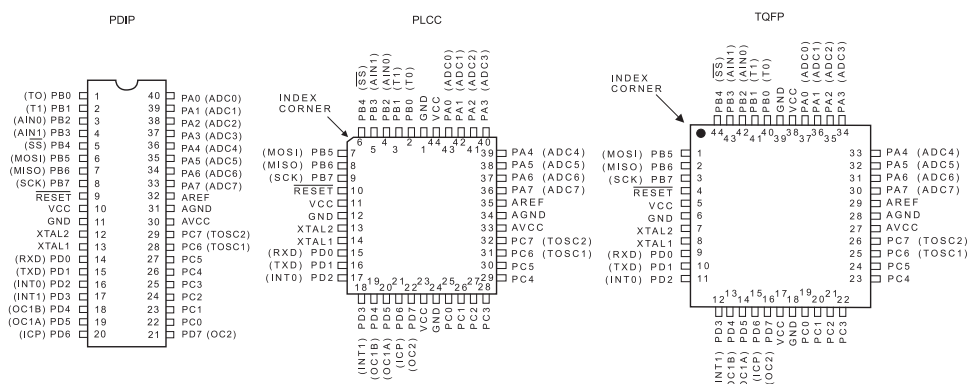 PDIP
(TO) PB0 1 40 PA0 (ADC0)
(T1) PB1 2 39 PA1 (ADC1)
(AIN0) PB2 3 38 PA2 (ADC2)
(AIN1) PB3 4 37 PA3 (ADC3)
(SS) PB4 5 36 PA4 (ADC4)
(MOSI) PB5 6 35 PA5 (ADC5)
(MISO) PB6 7 34 PA6 (ADC6)
(SCK) PB7 8 33 PA7 (ADC7)
RESET 9 32 AREF
VCC 10 31 AGND
GND 11 30 AVCC
XTAL2 12 29 PC7 (TOSC2)
XTAL1 13 28 PC6 (TOSC1)
(RXD) PD0 14 27 PC5
(TXD) PD1 15 26 PC4
(INT0) PD2 16 25 PC3
(INT1) PD3 17 24 PC2
(OC1B) PD4 18 23 PC1
(OC1A) PD5 19 22 PC0
(ICP) PD6 20 21 PD7 (OC2)
PLCC
INDEX
CORNER
PB4 (SS)
PB3 (AIN1)
PB2 (AIN0)
PB1 (T1)
PB0 (T0)
GND
VCC
PA0 (ADC0)
PA1 (ADC1)
PA2 (ADC2)
PA3 (ADC3)
6 5 4 3 2 1 44 43 42 41 40
(MOSI) PB5 7 39 PA4 (ADC4)
(MISO) PB6 8 38 PA5 (ADC5)
(SCK) PB7 9 37 PA6 (ADC6)
RESET 10 36 PA7 (ADC7)
VCC 11 35 AREF
GND 12 34 AGND
XTAL2 13 33 AVCC
XTAL1 14 32 PC7 (TOSC2)
(RXD) PD0 15 31 PC6 (TOSC1)
(TXD) PD1 16 30 PC5
(INT0) PD2 17 29 PC4
18 19 20 21 22 23 24 25 26 27 28
(INT1) PD3
(OC1B) PD4
(OC1A) PD5
(ICP) PD6
(OC2) PD7
VCC
GND
PC0
PC1
PC2
PC3
TQFP
INDEX
CORNER
PB4 (SS)
PB3 (AIN1)
PB2 (AIN0)
PB1 (T1)
PB0 (T0)
GND
VCC
PA0 (ADC0)
PA1 (ADC1)
PA2 (ADC2)
PA3 (ADC3)
44 43 42 41 40 39 38 37 36 35 34
(MOSI) PB5 1 33 PA4 (ADC4)
(MISO) PB6 2 32 PA5 (ADC5)
(SCK) PB7 3 31 PA6 (ADC6)
RESET 4 30 PA7 (ADC7)
VCC 5 29 AREF
GND 6 28 AGND
XTAL2 7 27 AVCC
XTAL1 8 26 PC7 (TOSC2)
(RXD) PD0 9 25 PC6 (TOSC1)
(TXD) PD1 10 24 PC5
(INT0) PD2 11 23 PC4
12 13 14 15 16 17 18 19 20 21 22
INT1) PD3
OC1B) PD4
OC1A) PD5
(ICP) PD6
(OC2) PD7
VCC
GND
PC0
PC1
PC2
PC3